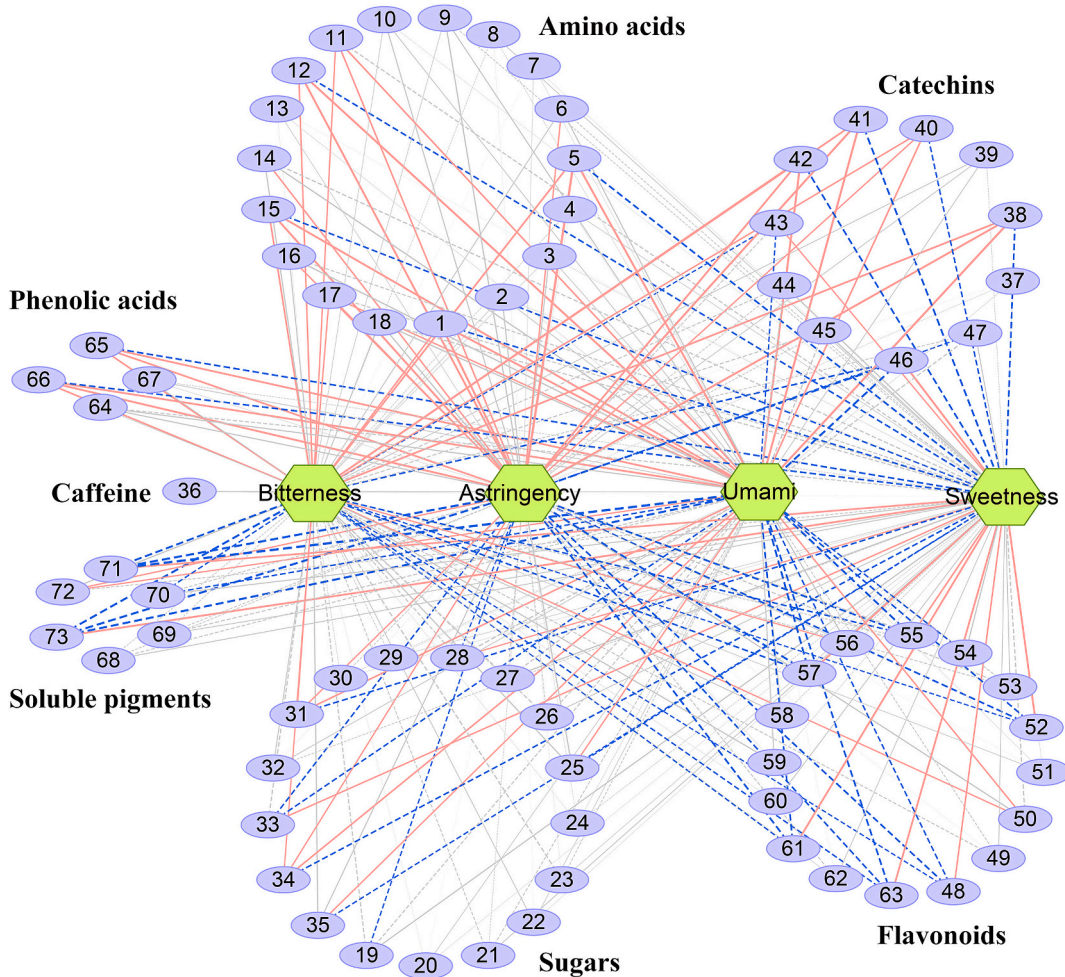 10 9 8 Amino acids
11
7
12
Catechins
13 6 41 40
14 5 42 39
15 4 43 38
16 3
17 2 44 37
Phenolic acids
18 1 45 47
65
46
66 67
64
Caffeine 36 Bitterness Astringency Umami Sweetness
71
72 70
73 69
68
29 28 56 55 54
30 27 57 53
Soluble pigments
31 26 58 52
32 25 59 51
33 24 60 50
61 49
34 23 62 63 48
35 22
Flavonoids
19 20 21 Sugars